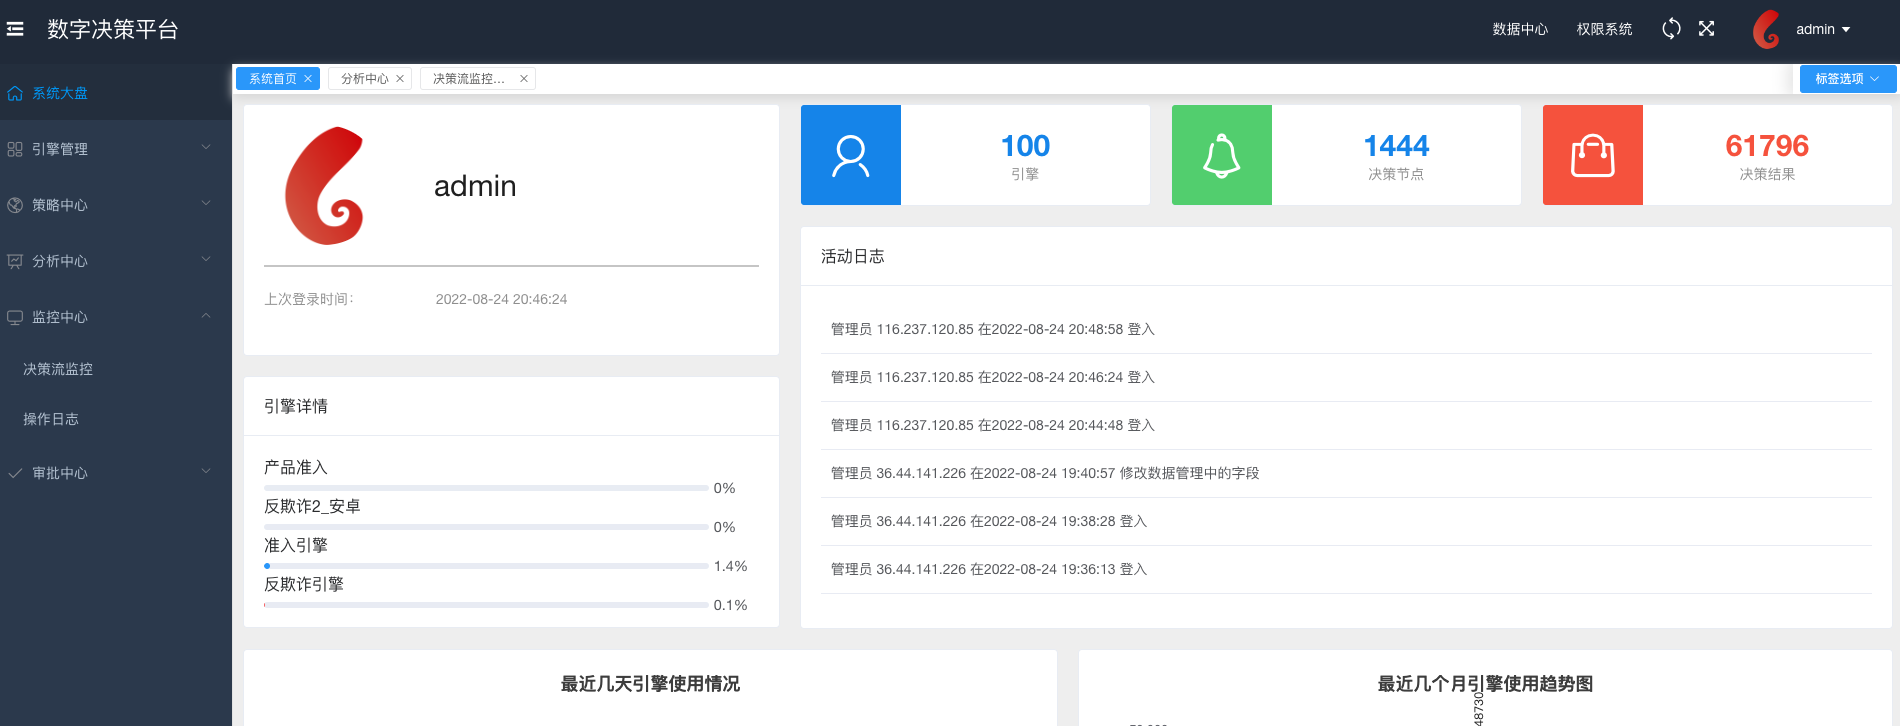 数字决策平台
数据中心 权限系统 admin
系统首页 分析中心 决策流监控... 标签选项
系统大盘
引擎管理
策略中心
分析中心
监控中心
决策流监控
操作日志
审批中心
admin
上次登录时间：
2022-08-24 20:46:24
100
引擎
1444
决策节点
61796
决策结果
引擎详情
产品准入
0%
反欺诈2_安卓
0%
准入引擎
1.4%
反欺诈引擎
0.1%
活动日志
管理员 116.237.120.85 在2022-08-24 20:48:58 登入
管理员 116.237.120.85 在2022-08-24 20:46:24 登入
管理员 116.237.120.85 在2022-08-24 20:44:48 登入
管理员 36.44.141.226 在2022-08-24 19:40:57 修改数据管理中的字段
管理员 36.44.141.226 在2022-08-24 19:38:28 登入
管理员 36.44.141.226 在2022-08-24 19:36:13 登入
最近几天引擎使用情况
最近几个月引擎使用趋势图
48730